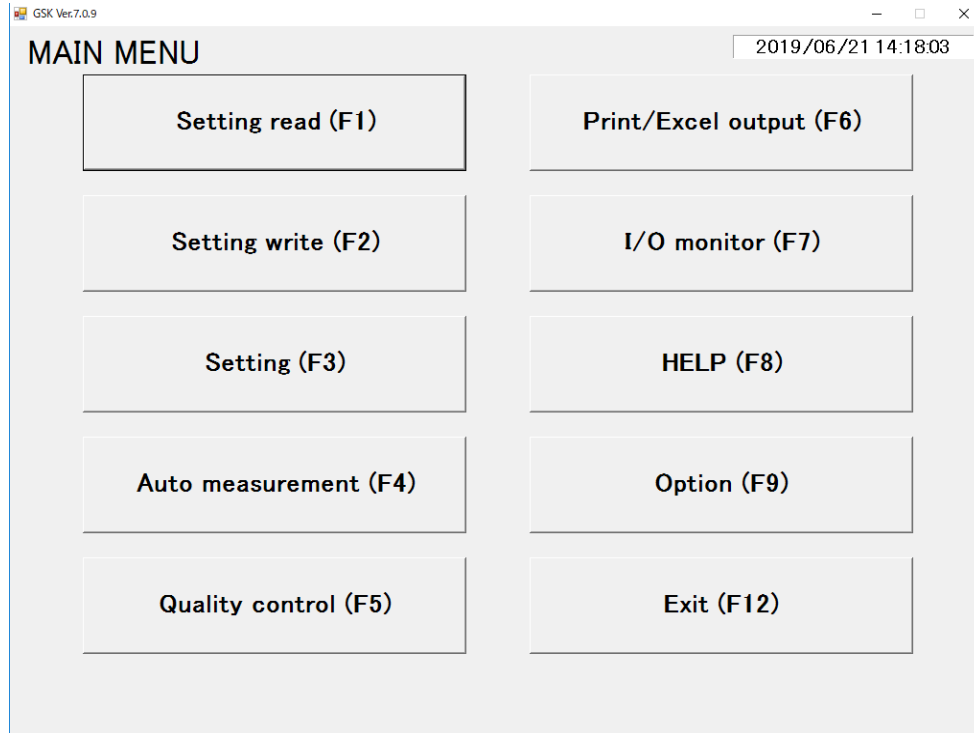 GSK Ver.7.0.9
MAIN MENU
2019/06/21 14:18:03
Setting read (F1)
Print/Excel output (F6)
Setting write (F2)
I/O monitor (F7)
Setting (F3)
HELP (F8)
Auto measurement (F4)
Option (F9)
Quality control (F5)
Exit (F12)